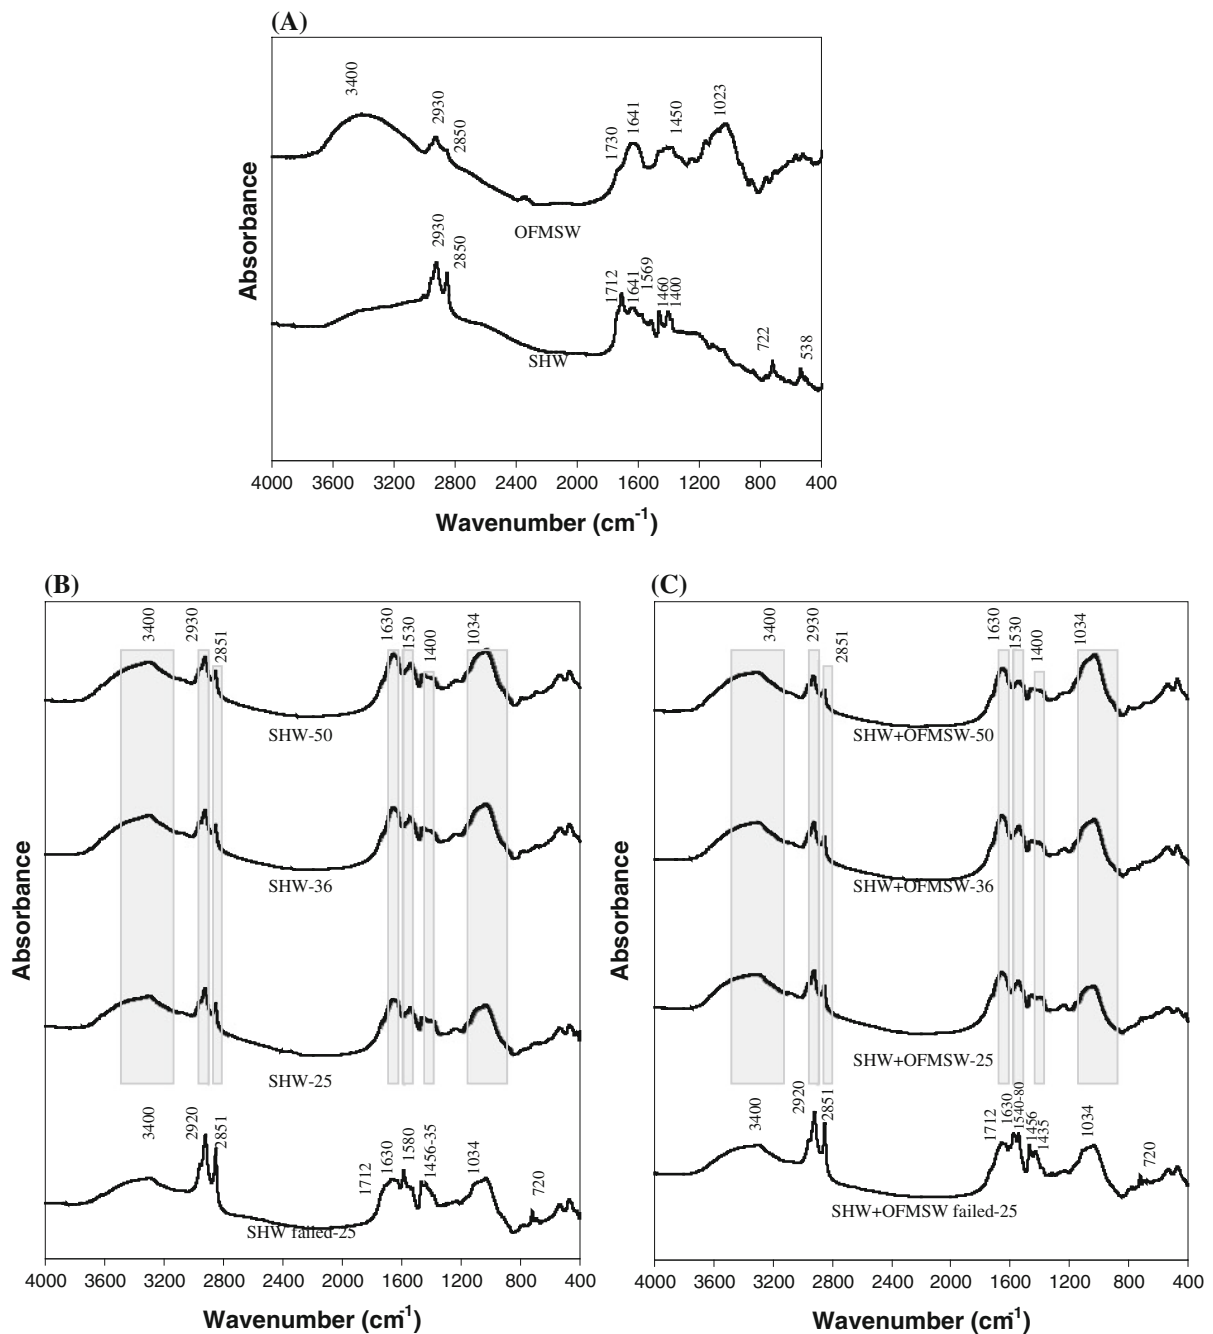 (A)
3400
2930
2850
1730
1641
1450
1023
OFMSW
2930
2850
1712
1641
1569
1460
1400
722
538
SHW
Absorbance
4000 3600 3200 2800 2400 2000 1600 1200 800 400
Wavenumber (cm-1)
(B)
3400
2930
2851
1630
1530
1400
1034
SHW-50
SHW-36
SHW-25
3400
2920
2851
1712
1630
1580
1456-35
1034
720
SHW failed-25
Absorbance
4000 3200 2800 2000 1600 1200 800 400
Wavenumber (cm-1)
(C)
3400
2930
2851
1630
1530
1400
1034
SHW+OFMSW-50
SHW+OFMSW-36
SHW+OFMSW-25
3400
2920
2851
1712
1630
1540-80
1456
1435
1034
720
SHW+OFMSW failed-25
Absorbance
4000 3200 2800 2000 1600 1200 800 400
Wavenumber (cm-1)